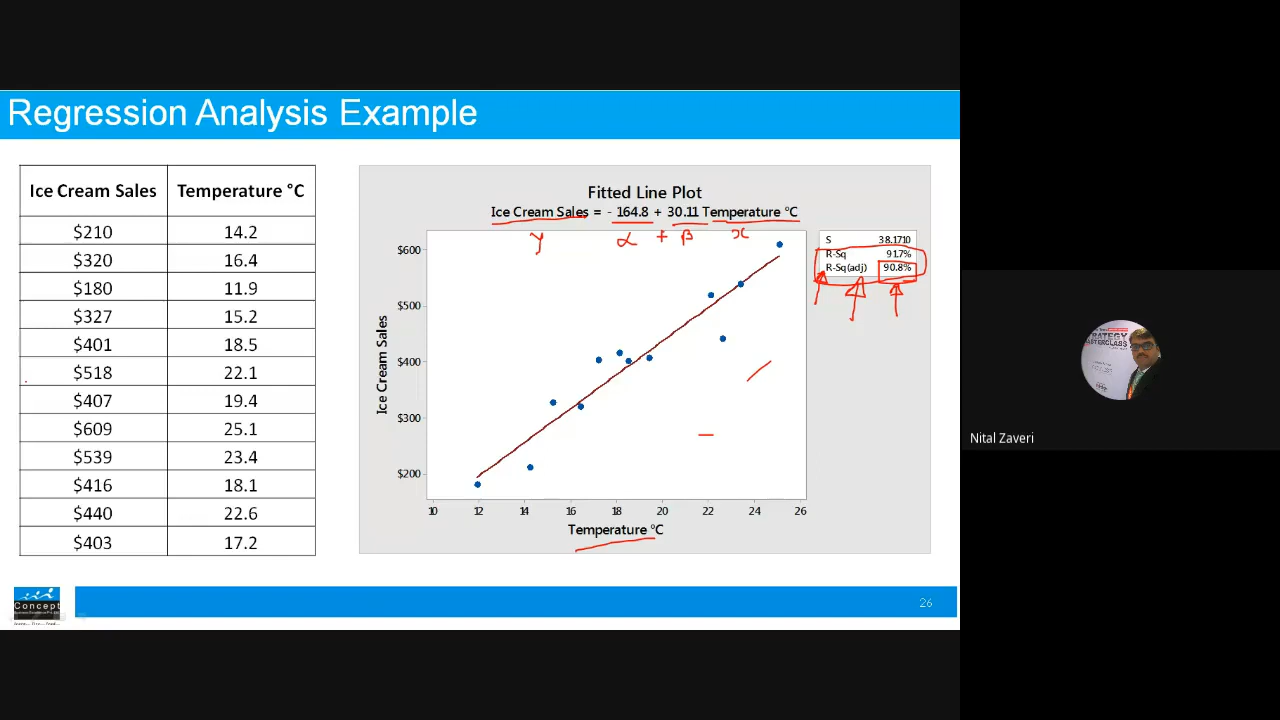 Regression Analysis Example
Ice Cream Sales Temperature °C
$210 14.2
$320 16.4
$180 11.9
$327 15.2
$401 18.5
$518 22.1
$407 19.4
$609 25.1
$539 23.4
$416 18.1
$440 22.6
$403 17.2
Fitted Line Plot
Ice Cream Sales = - 164.8 + 30.11 Temperature °C
y α + β x
S 38.1710
R-Sq 91.7%
R-Sq(adj) 90.8%
$600
$500
$400
$300
$200
Ice Cream Sales
10 12 14 16 18 20 22 24 26
Temperature °C
Concept
26
STRATEGY
MASTERCLASS
Nital Zaveri